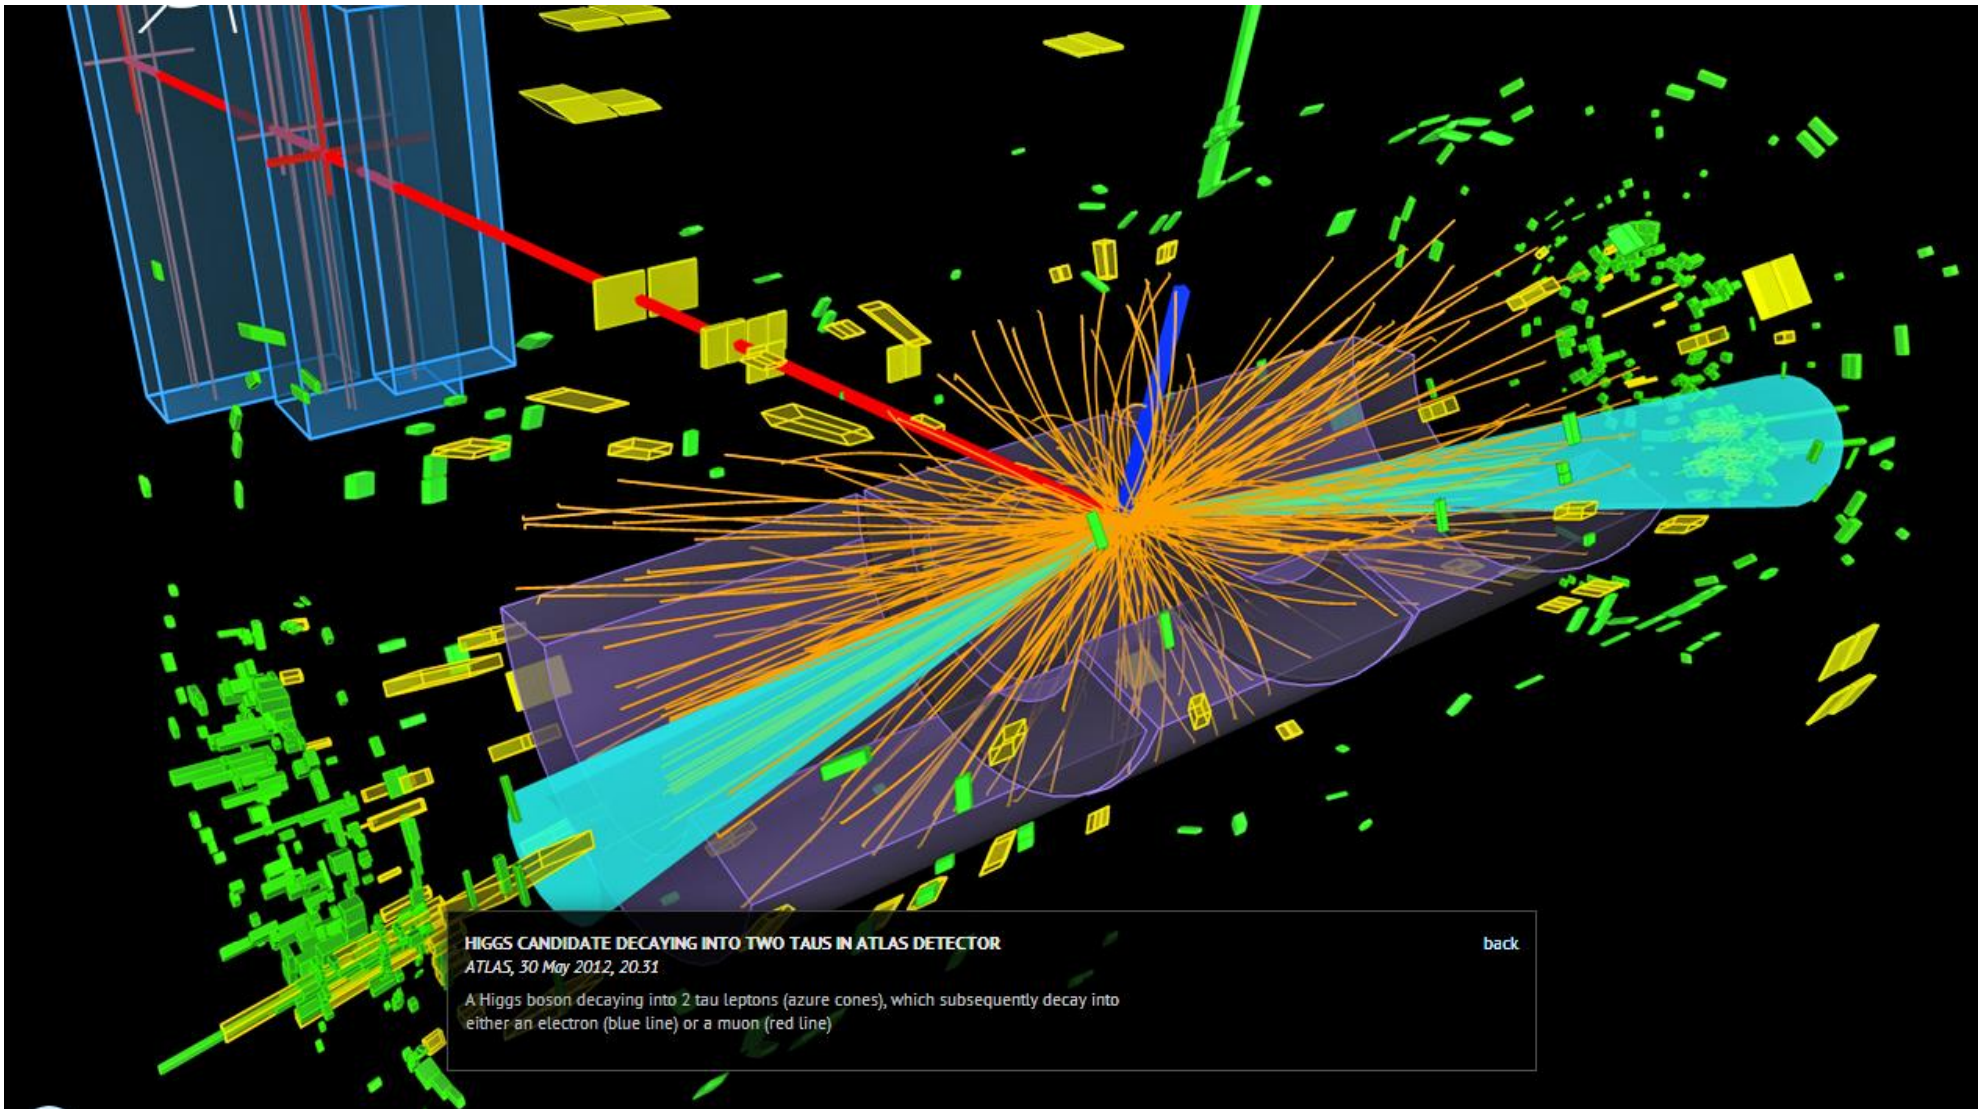 HIGGS CANDIDATE DECAYING INTO TWO TAUS IN ATLAS DETECTOR
back
ATLAS, 30 May 2012, 20.31
A Higgs boson decaying into 2 tau leptons (azure cones), which subsequently decay into
either an electron (blue line) or a muon (red line)